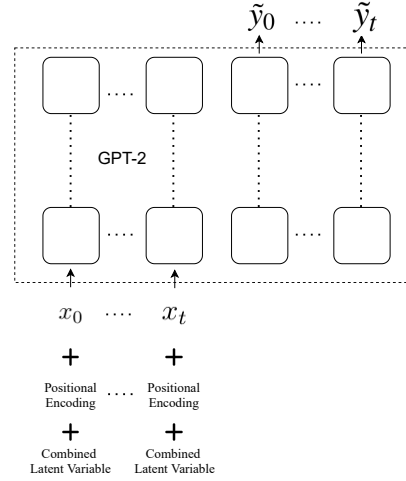 ỹ₀ .... ỹₜ
.... ....
GPT-2
.... ....
x₀ .... xₜ
+ +
Positional Encoding .... Positional Encoding
+ +
Combined Latent Variable Combined Latent Variable